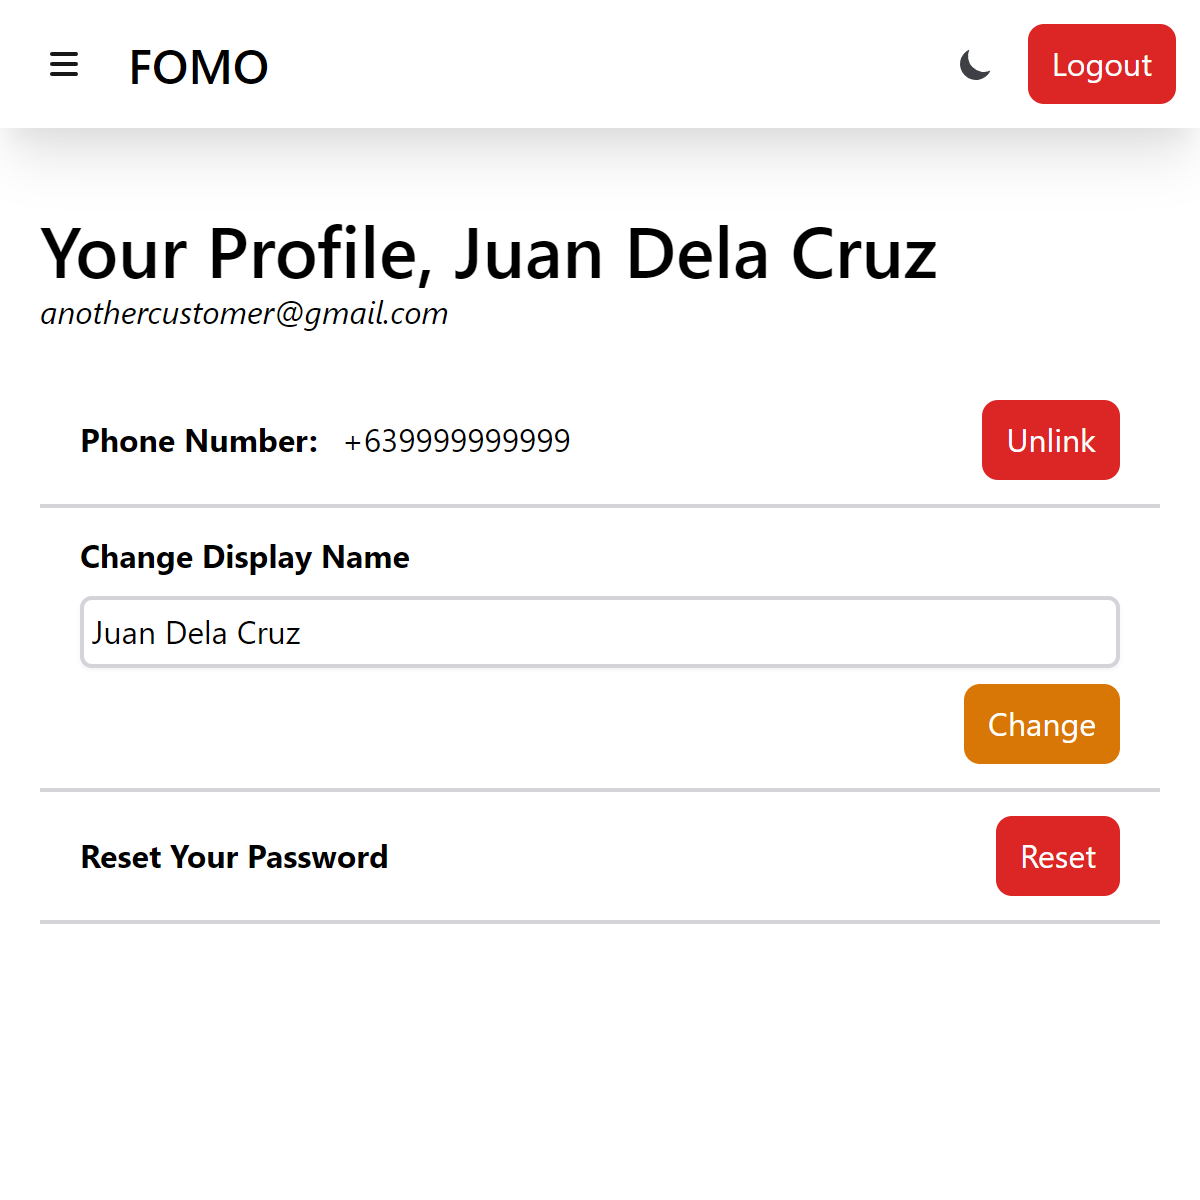 FOMO
Logout
Your Profile, Juan Dela Cruz
anothercustomer@gmail.com
Phone Number: +639999999999
Unlink
Change Display Name
Juan Dela Cruz
Change
Reset Your Password
Reset